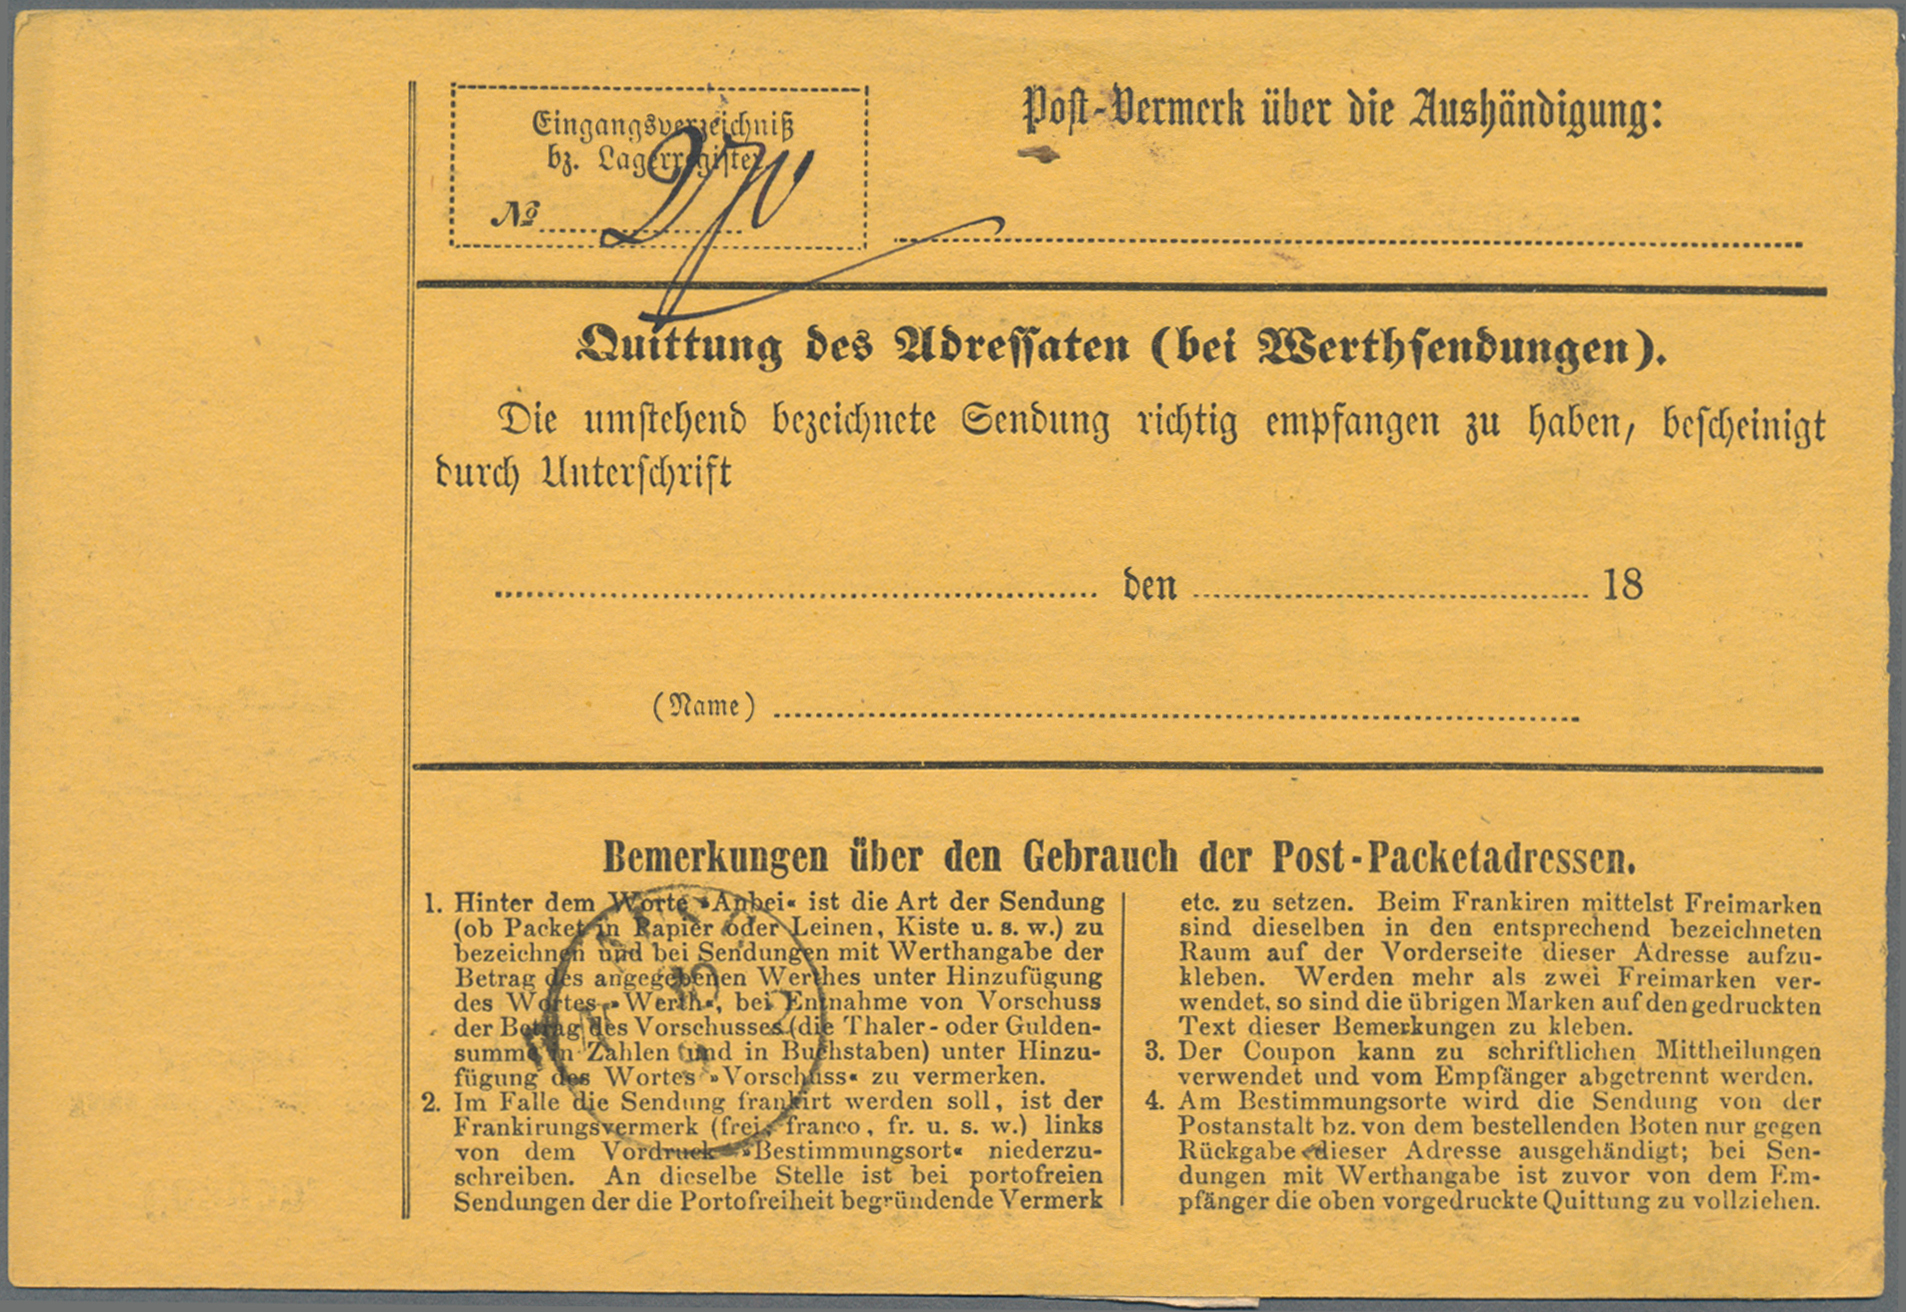 Eingangsverzeichniß
bz. Lagerregister
№
Post-Vermerk über die Aushändigung:
Quittung des Adressaten (bei Werthsendungen).
Die umstehend bezeichnete Sendung richtig empfangen zu haben, bescheinigt
durch Unterschrift
den 18
(Name)
Bemerkungen über den Gebrauch der Post-Packetadressen.
1. Hinter dem Worte »Anbei« ist die Art der Sendung
(ob Packet in Papier oder Leinen, Kiste u. s. w.) zu
bezeichnen und bei Sendungen mit Werthangabe der
Betrag des angegebenen Werthes unter Hinzufügung
des Wortes »Werth«, bei Entnahme von Vorschuss
der Betrag des Vorschusses (die Thaler- oder Gulden-
summe in Zahlen und in Buchstaben) unter Hinzu-
fügung des Wortes »Vorschuss« zu vermerken.
2. Im Falle die Sendung frankirt werden soll, ist der
Frankirungsvermerk (frei, franco, fr. u. s. w.) links
von dem Vordruck »Bestimmungsort« niederzu-
schreiben. An dieselbe Stelle ist bei portofreien
Sendungen der die Portofreiheit begründende Vermerk
etc. zu setzen. Beim Frankiren mittelst Freimarken
sind dieselben in den entsprechend bezeichneten
Raum auf der Vorderseite dieser Adresse aufzu-
kleben. Werden mehr als zwei Freimarken ver-
wendet, so sind die übrigen Marken auf den gedruckten
Text dieser Bemerkungen zu kleben.
3. Der Coupon kann zu schriftlichen Mittheilungen
verwendet und vom Empfänger abgetrennt werden.
4. Am Bestimmungsorte wird die Sendung von der
Postanstalt bz. von dem bestellenden Boten nur gegen
Rückgabe dieser Adresse ausgehändigt; bei Sen-
dungen mit Werthangabe ist zuvor von dem Em-
pfänger die oben vorgedruckte Quittung zu vollziehen.